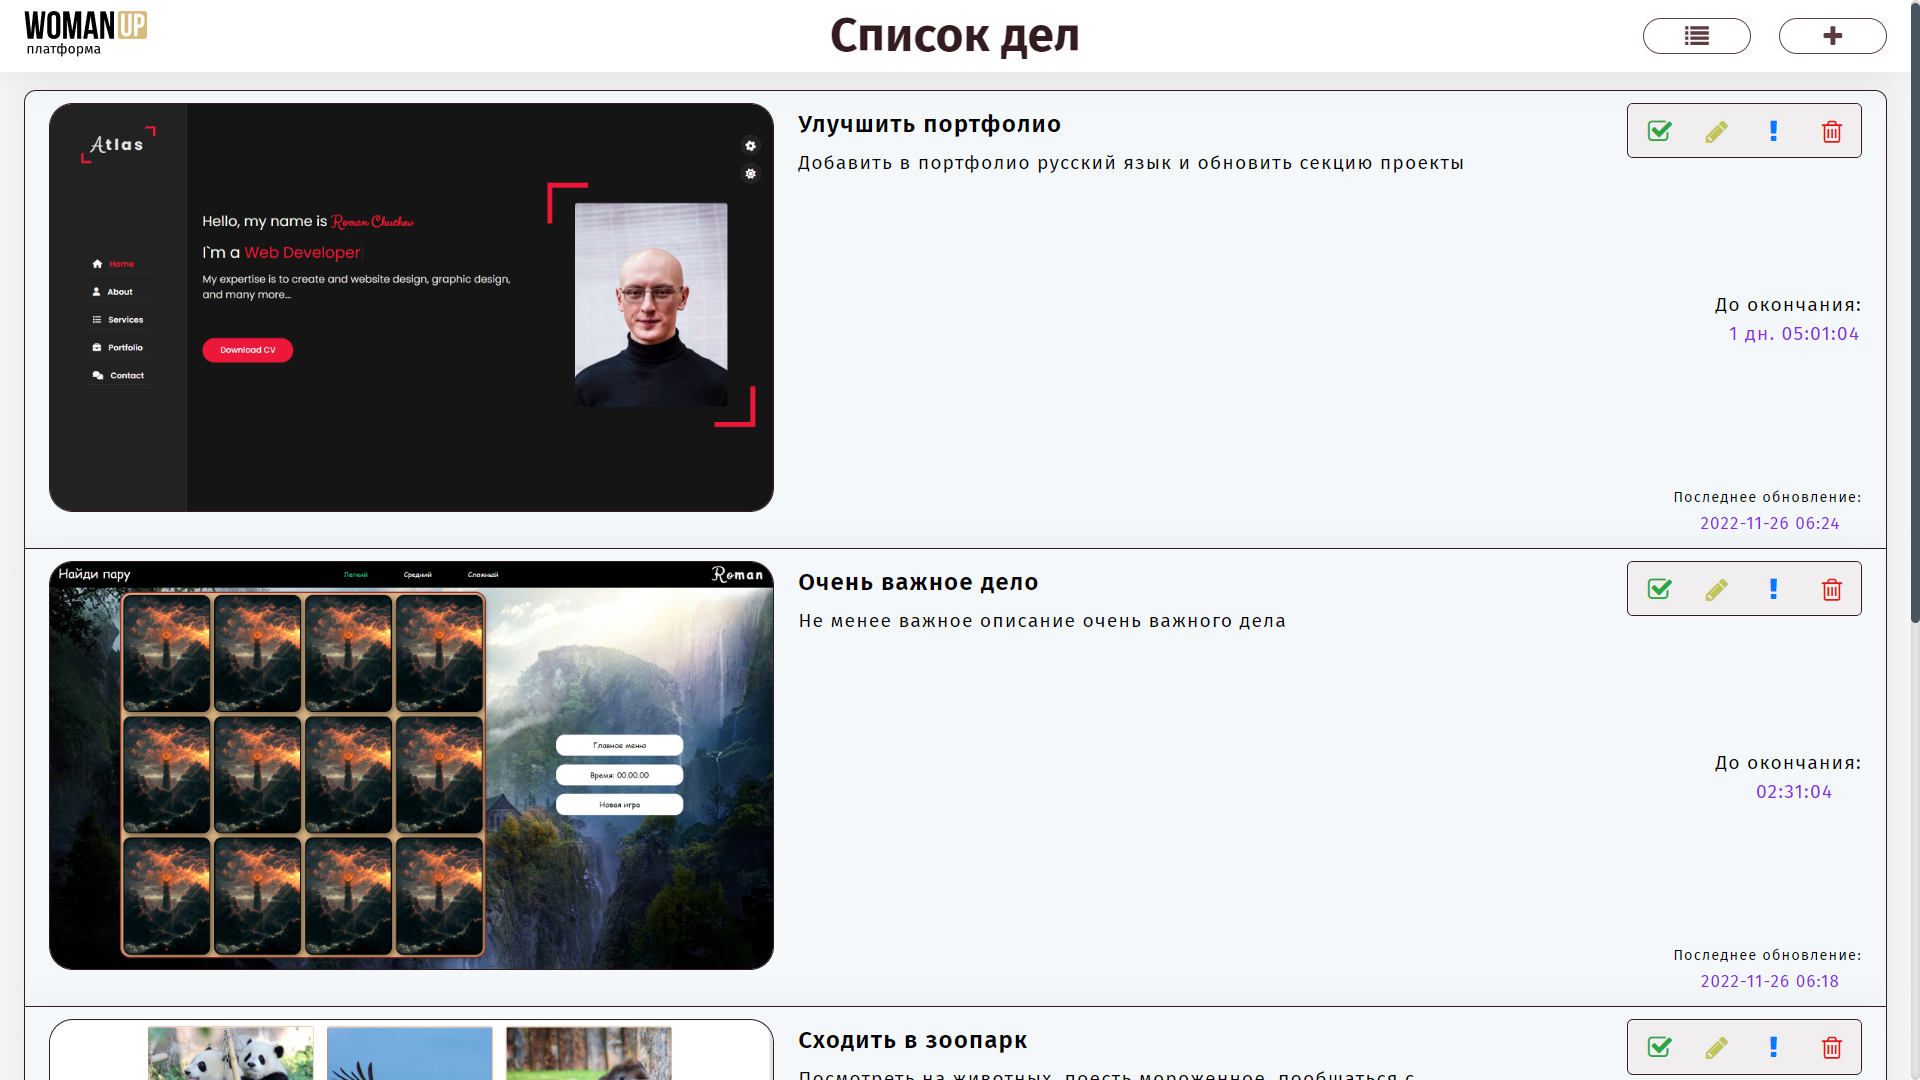 WOMANUP
платформа
Список дел
Atlas
Hello, my name is Roman Chuchev
I`m a Web Developer
My expertise is to create and website design, graphic design,
and many more...
Download CV
Home
About
Services
Portfolio
Contact
Улучшить портфолио
Добавить в портфолио русский язык и обновить секцию проекты
До окончания:
1 дн. 05:01:04
Последнее обновление:
2022-11-26 06:24
Найди пару
Легкий
Средний
Сложный
Roman
Главное меню
Время: 00.00.00
Новая игра
Очень важное дело
Не менее важное описание очень важного дела
До окончания:
02:31:04
Последнее обновление:
2022-11-26 06:18
Сходить в зоопарк
Посмотреть на животных, поесть мороженное, пообщаться с